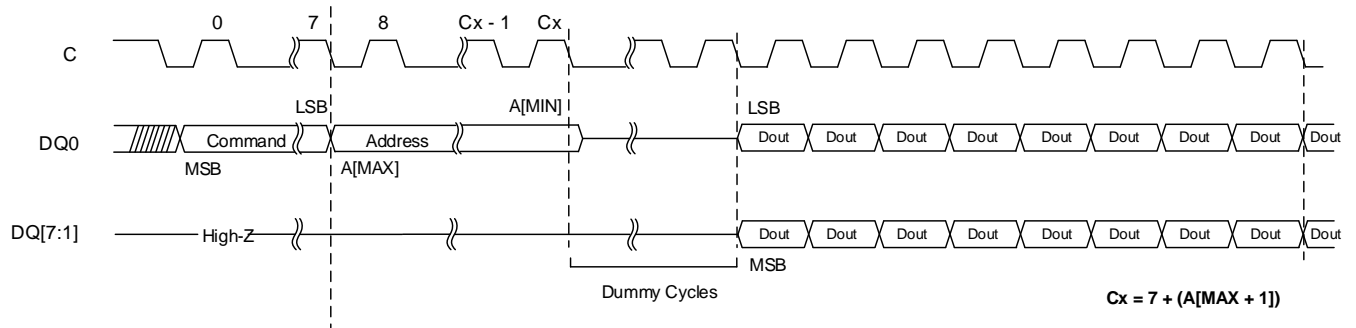 0 7 8 Cx - 1 Cx
C
LSB A[MIN] LSB
DQ0 Command Address Dout Dout Dout Dout Dout Dout Dout Dout Dout
MSB A[MAX]
DQ[7:1] High-Z Dout Dout Dout Dout Dout Dout Dout Dout Dout
MSB
Dummy Cycles
Cx = 7 + (A[MAX + 1])